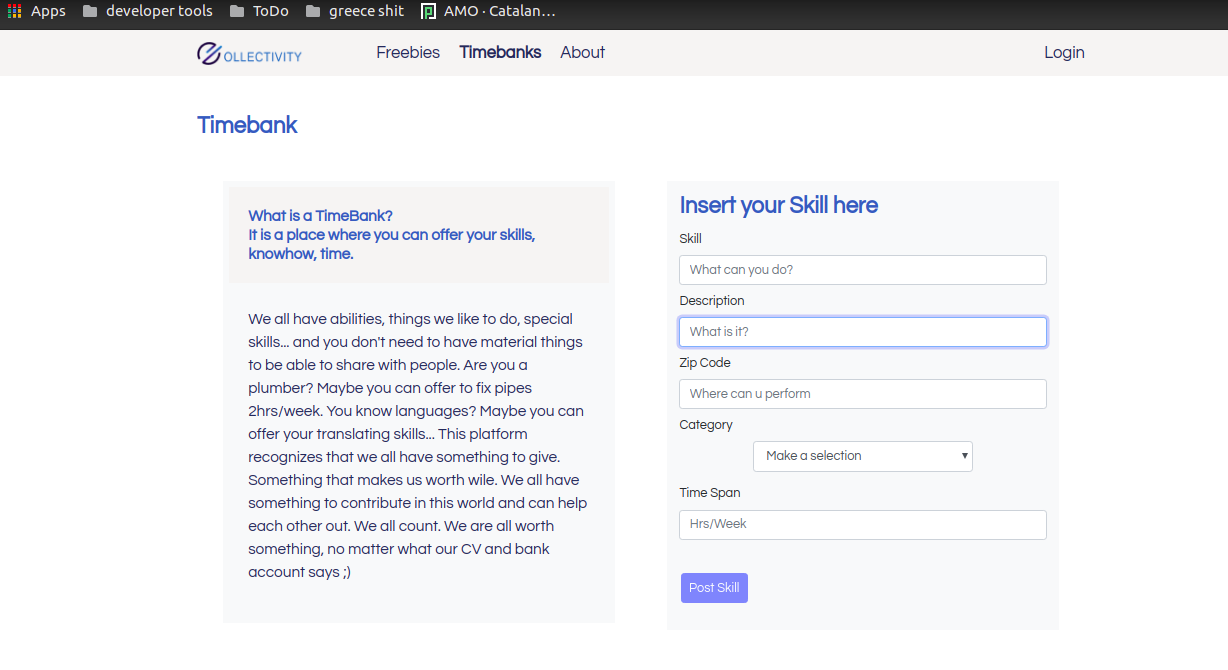 Apps developer tools ToDo greece shit AMO · Catalan…
OLLECTIVITY Freebies Timebanks About Login
Timebank
What is a TimeBank?
It is a place where you can offer your skills,
knowhow, time.
We all have abilities, things we like to do, special
skills... and you don't need to have material things
to be able to share with people. Are you a
plumber? Maybe you can offer to fix pipes
2hrs/week. You know languages? Maybe you can
offer your translating skills... This platform
recognizes that we all have something to give.
Something that makes us worth wile. We all have
something to contribute in this world and can help
each other out. We all count. We are all worth
something, no matter what our CV and bank
account says ;)
Insert your Skill here
Skill
What can you do?
Description
What is it?
Zip Code
Where can u perform
Category
Make a selection
Time Span
Hrs/Week
Post Skill